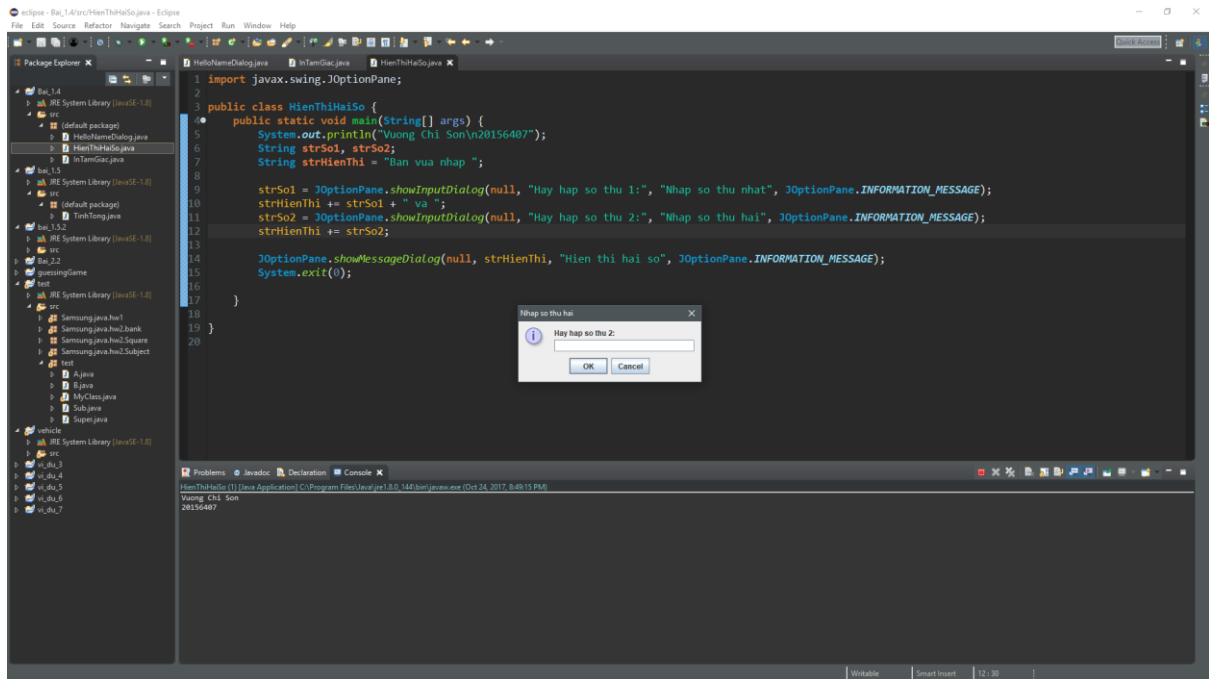 eclipse - Bai_1.4/src/HienThiHaiSo.java - Eclipse
File Edit Source Refactor Navigate Search Project Run Window Help
Quick Access
Package Explorer
HelloNameDialog.java InTamGiac.java HienThiHaiSo.java
Bai_1.4
JRE System Library [JavaSE-1.8]
src
(default package)
HelloNameDialog.java
HienThiHaiSo.java
InTamGiac.java
bai_1.5
JRE System Library [JavaSE-1.8]
src
(default package)
TinhTong.java
bai_1.5.2
JRE System Library [JavaSE-1.8]
src
Bai_2.2
guessingGame
test
JRE System Library [JavaSE-1.8]
src
Samsung.java.hw1
Samsung.java.hw2.bank
Samsung.java.hw2.Square
Samsung.java.hw2.Subject
test
A.java
B.java
MyClass.java
Sub.java
Super.java
vehicle
JRE System Library [JavaSE-1.8]
src
vi_du_3
vi_du_4
vi_du_5
vi_du_6
vi_du_7
1 import javax.swing.JOptionPane;
2
3 public class HienThiHaiSo {
4 public static void main(String[] args) {
5 System.out.println("Vuong Chi Son\n20156407");
6 String strSo1, strSo2;
7 String strHienThi = "Ban vua nhap ";
8
9 strSo1 = JOptionPane.showInputDialog(null, "Hay hap so thu 1:", "Nhap so thu nhat", JOptionPane.INFORMATION_MESSAGE);
10 strHienThi += strSo1 + " va ";
11 strSo2 = JOptionPane.showInputDialog(null, "Hay hap so thu 2:", "Nhap so thu hai", JOptionPane.INFORMATION_MESSAGE);
12 strHienThi += strSo2;
13
14 JOptionPane.showMessageDialog(null, strHienThi, "Hien thi hai so", JOptionPane.INFORMATION_MESSAGE);
15 System.exit(0);
16
17 }
18
19 }
20
Nhap so thu hai
Hay hap so thu 2:
OK Cancel
Problems Javadoc Declaration Console
HienThiHaiSo (1) [Java Application] C:\Program Files\Java\jre1.8.0_144\bin\javaw.exe (Oct 24, 2017, 8:49:15 PM)
Vuong Chi Son
20156407
Writable Smart Insert 12 : 30